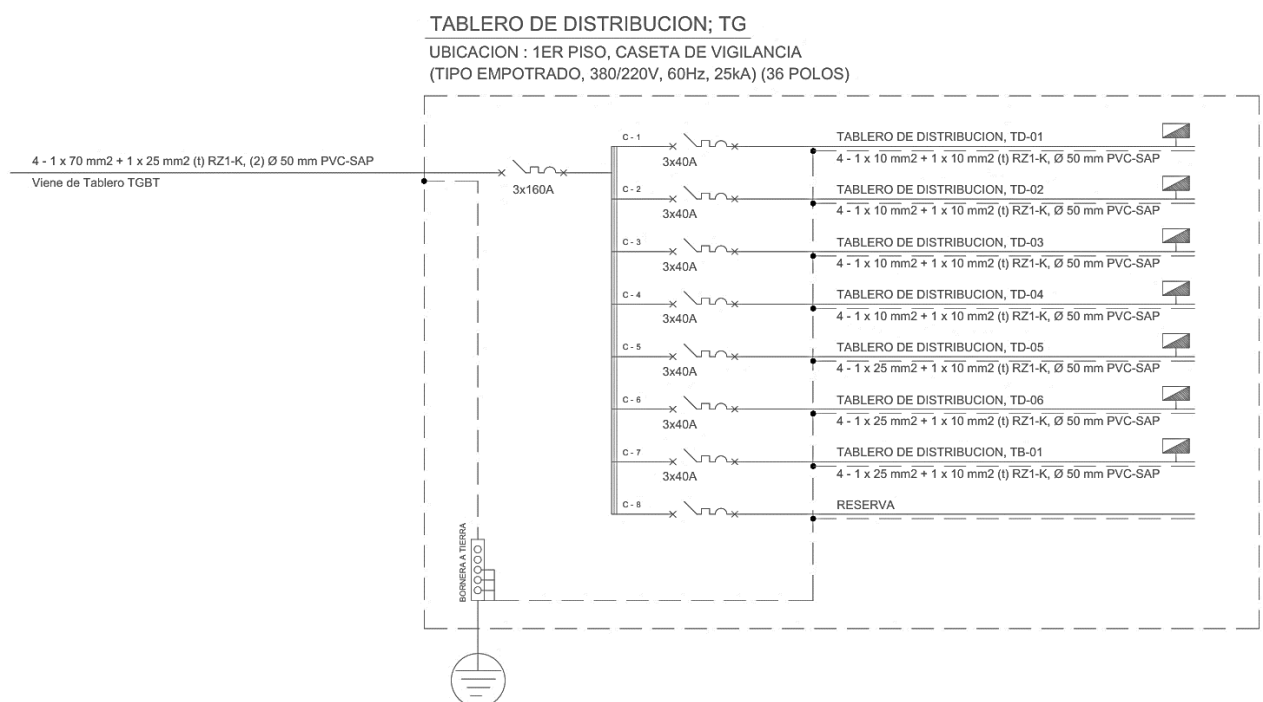 TABLERO DE DISTRIBUCION; TG
UBICACION : 1ER PISO, CASETA DE VIGILANCIA
(TIPO EMPOTRADO, 380/220V, 60Hz, 25kA) (36 POLOS)
4 - 1 x 70 mm2 + 1 x 25 mm2 (t) RZ1-K, (2) Ø 50 mm PVC-SAP
Viene de Tablero TGBT
3x160A
C - 1
3x40A
TABLERO DE DISTRIBUCION, TD-01
4 - 1 x 10 mm2 + 1 x 10 mm2 (t) RZ1-K, Ø 50 mm PVC-SAP
C - 2
3x40A
TABLERO DE DISTRIBUCION, TD-02
4 - 1 x 10 mm2 + 1 x 10 mm2 (t) RZ1-K, Ø 50 mm PVC-SAP
C - 3
3x40A
TABLERO DE DISTRIBUCION, TD-03
4 - 1 x 10 mm2 + 1 x 10 mm2 (t) RZ1-K, Ø 50 mm PVC-SAP
C - 4
3x40A
TABLERO DE DISTRIBUCION, TD-04
4 - 1 x 10 mm2 + 1 x 10 mm2 (t) RZ1-K, Ø 50 mm PVC-SAP
C - 5
3x40A
TABLERO DE DISTRIBUCION, TD-05
4 - 1 x 25 mm2 + 1 x 10 mm2 (t) RZ1-K, Ø 50 mm PVC-SAP
C - 6
3x40A
TABLERO DE DISTRIBUCION, TD-06
4 - 1 x 25 mm2 + 1 x 10 mm2 (t) RZ1-K, Ø 50 mm PVC-SAP
C - 7
3x40A
TABLERO DE DISTRIBUCION, TB-01
4 - 1 x 25 mm2 + 1 x 10 mm2 (t) RZ1-K, Ø 50 mm PVC-SAP
C - 8
RESERVA
BORNERA A TIERRA